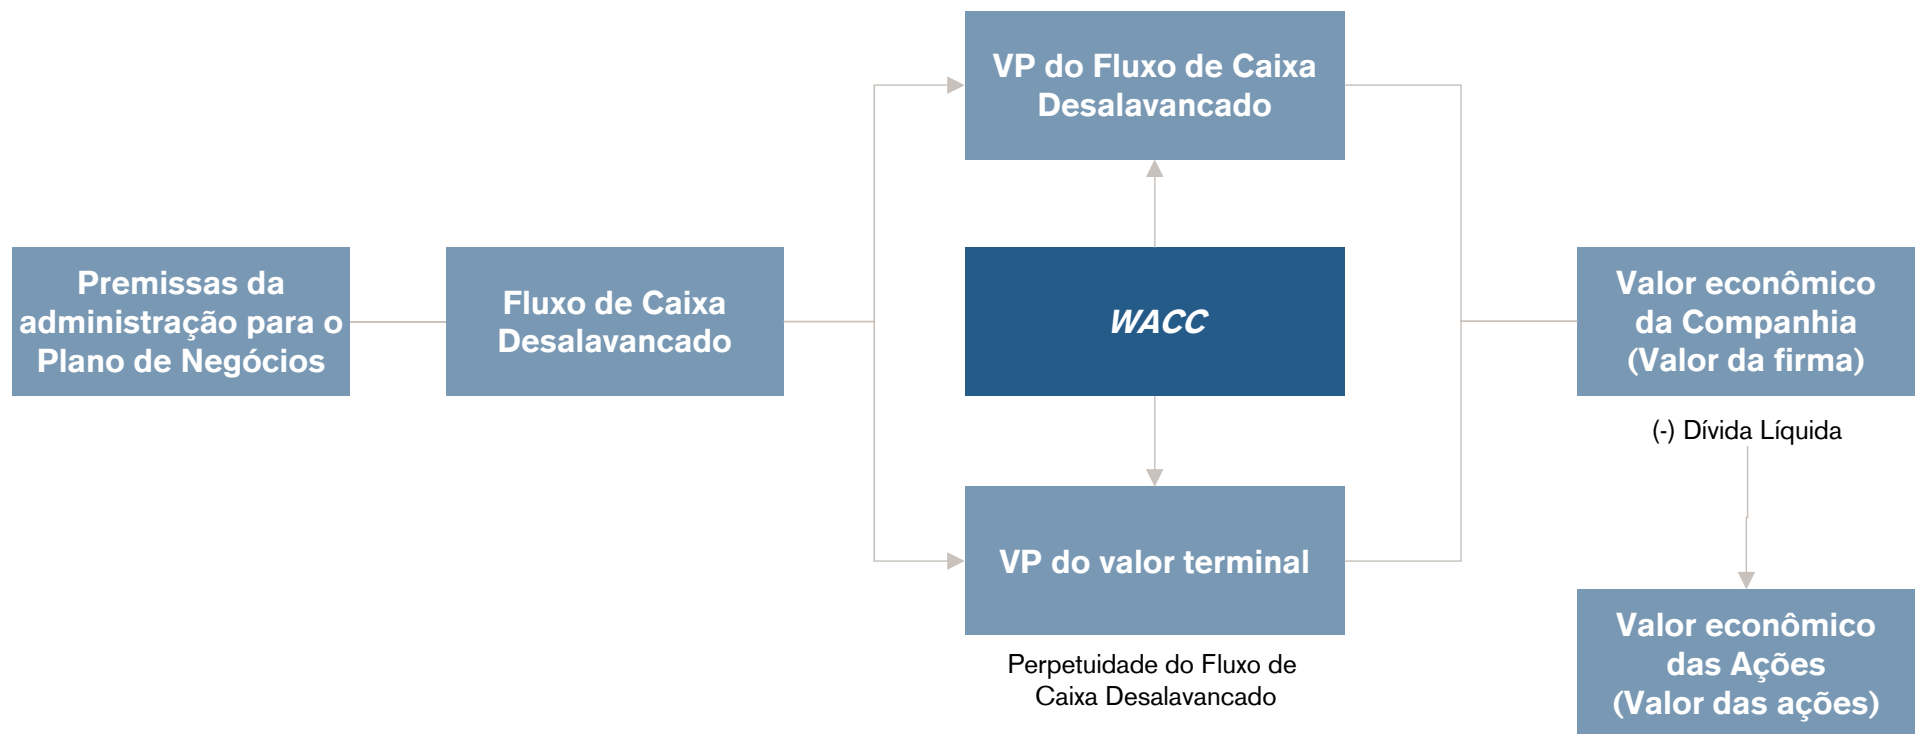 Premissas da
administração para o
Plano de Negócios
Fluxo de Caixa
Desalavancado
VP do Fluxo de Caixa
Desalavancado
WACC
VP do valor terminal
Perpetuidade do Fluxo de
Caixa Desalavancado
Valor econômico
da Companhia
(Valor da firma)
(-) Dívida Líquida
Valor econômico
das Ações
(Valor das ações)